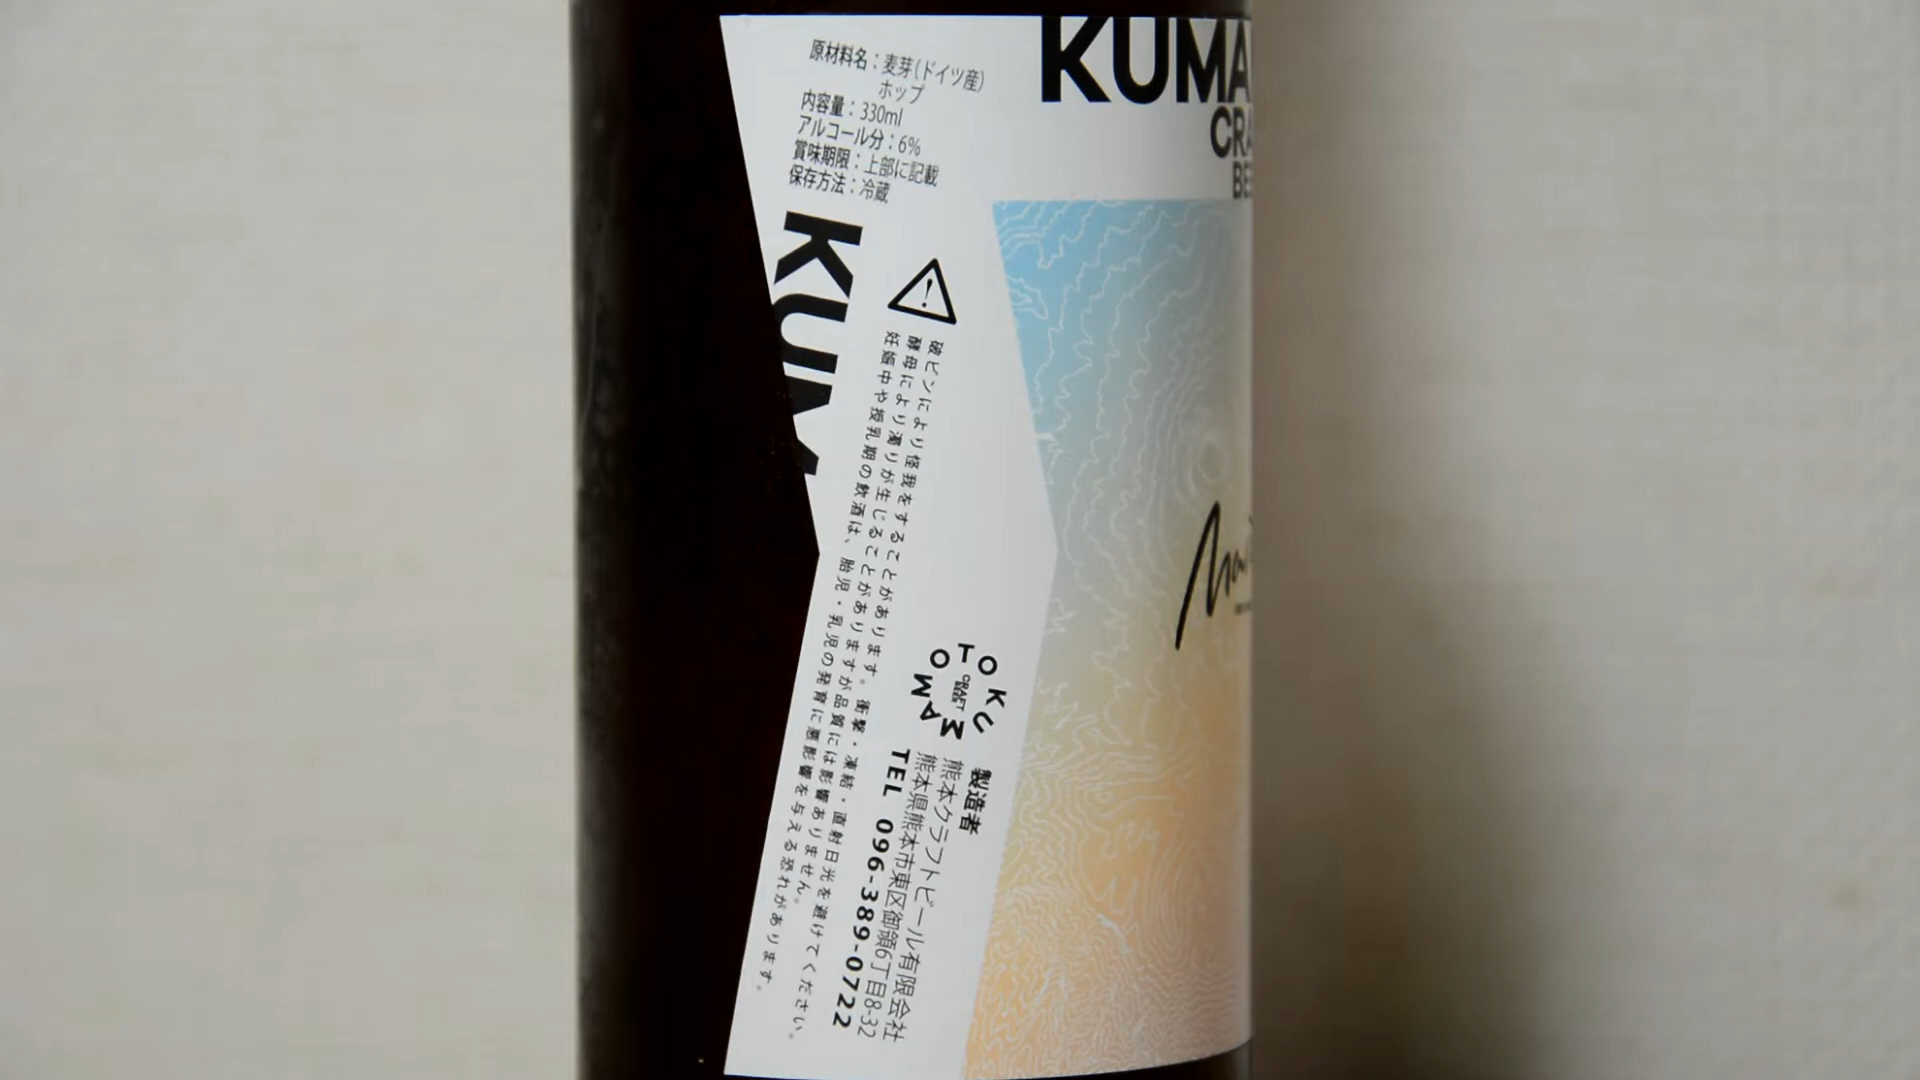 原材料名：麦芽（ドイツ産）
ホップ
内容量：330ml
アルコール分：6%
賞味期限：上部に記載
保存方法：冷蔵
KUMA
CRA
BE
KUM
破ビンにより怪我をすることがあります。衝撃・凍結・直射日光を避けてください。
酵母により濁りが生じることがありますが品質には影響ありません。
妊娠中や授乳期の飲酒は、胎児・乳児の発育に悪影響を与える恐れがあります。
KUMAMOTO
CRAFT
製造者
熊本クラフトビール有限会社
熊本県熊本市東区御領6丁目8-32
TEL 096-389-0722